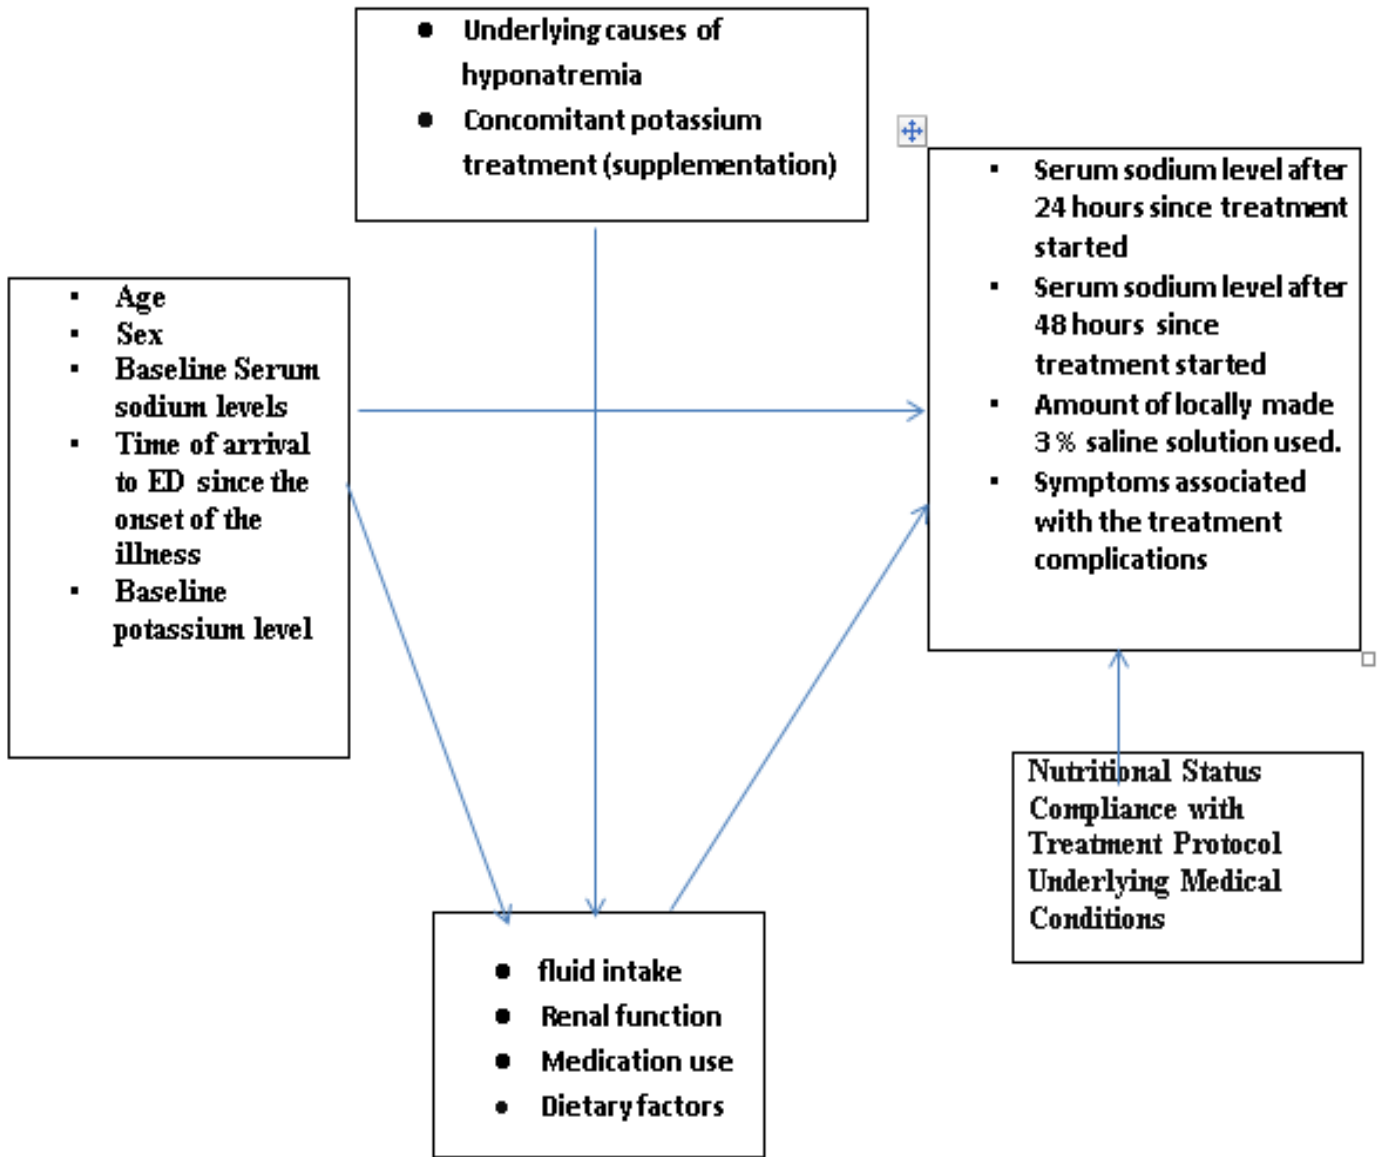 ● Underlying causes of
hyponatremia
● Concomitant potassium
treatment (supplementation)
▪ Age
▪ Sex
▪ Baseline Serum
sodium levels
▪ Time of arrival
to ED since the
onset of the
illness
▪ Baseline
potassium level
▪ Serum sodium level after
24 hours since treatment
started
▪ Serum sodium level after
48 hours since
treatment started
▪ Amount of locally made
3 % saline solution used.
▪ Symptoms associated
with the treatment
complications
Nutritional Status
Compliance with
Treatment Protocol
Underlying Medical
Conditions
● fluid intake
● Renal function
● Medication use
● Dietary factors